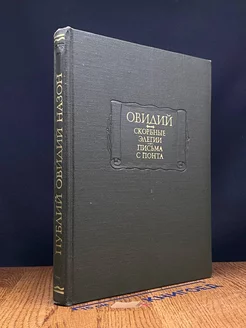 ОВИДИЙ
СКОРБНЫЕ
ЭЛЕГИИ
ПИСЬМА
С ПОНТА
ПУБЛИЙ ОВИДИЙ НАЗОН